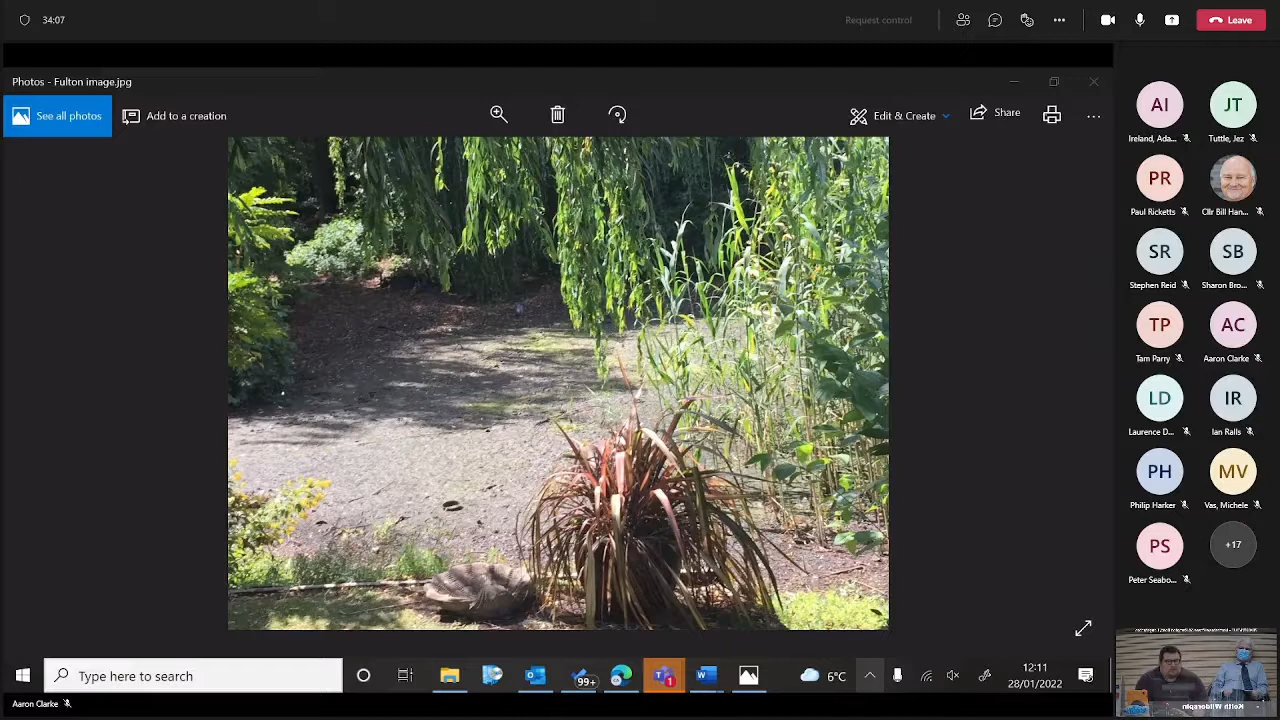 34:07
Request control
Leave
Photos - Fulton image.jpg
See all photos
Add to a creation
Edit & Create
Share
AI
JT
Ireland, Ada...
Tuttle, Jez
PR
Paul Ricketts
Cllr Bill Han...
SR
SB
Stephen Reid
Sharon Bro...
TP
AC
Tam Parry
Aaron Clarke
LD
IR
Laurence D...
Ian Ralls
PH
MV
Philip Harker
Vas, Michele
PS
+17
Peter Seabo...
Type here to search
99+
1
6°C
12:11
28/01/2022
Aaron Clarke